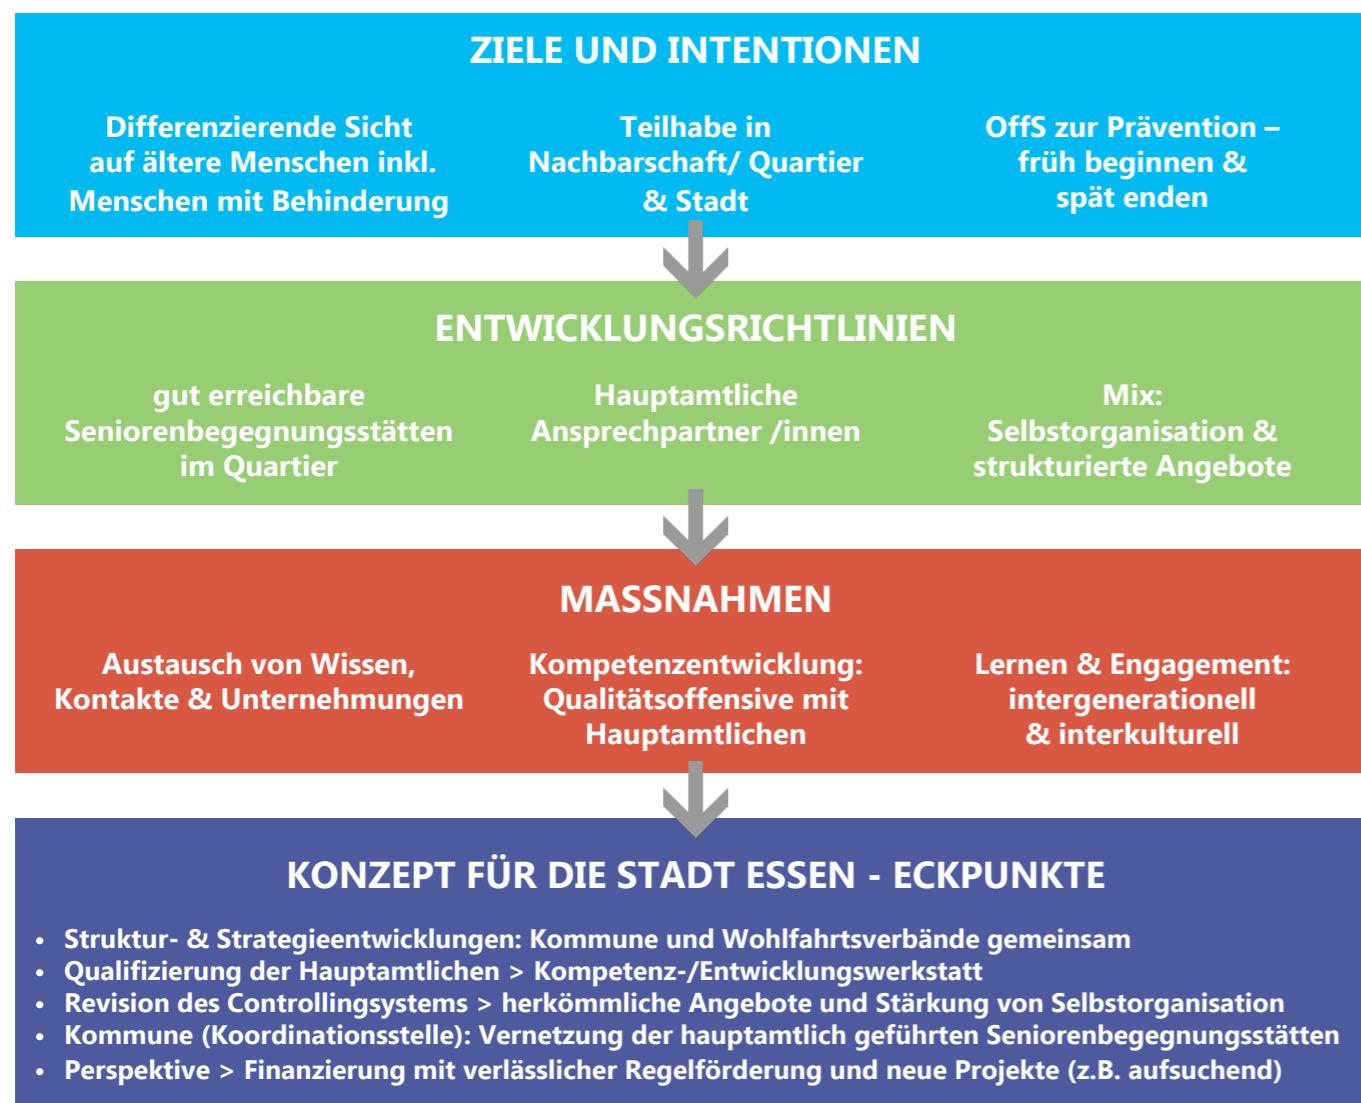 ZIELE UND INTENTIONEN
Differenzierende Sicht
auf ältere Menschen inkl.
Menschen mit Behinderung
Teilhabe in
Nachbarschaft/ Quartier
& Stadt
OffS zur Prävention –
früh beginnen &
spät enden
ENTWICKLUNGSRICHTLINIEN
gut erreichbare
Seniorenbegegnungsstätten
im Quartier
Hauptamtliche
Ansprechpartner /innen
Mix:
Selbstorganisation &
strukturierte Angebote
MASSNAHMEN
Austausch von Wissen,
Kontakte & Unternehmungen
Kompetenzentwicklung:
Qualitätsoffensive mit
Hauptamtlichen
Lernen & Engagement:
intergenerationell
& interkulturell
KONZEPT FÜR DIE STADT ESSEN - ECKPUNKTE
• Struktur- & Strategieentwicklungen: Kommune und Wohlfahrtsverbände gemeinsam
• Qualifizierung der Hauptamtlichen > Kompetenz-/Entwicklungswerkstatt
• Revision des Controllingsystems > herkömmliche Angebote und Stärkung von Selbstorganisation
• Kommune (Koordinationsstelle): Vernetzung der hauptamtlich geführten Seniorenbegegnungsstätten
• Perspektive > Finanzierung mit verlässlicher Regelförderung und neue Projekte (z.B. aufsuchend)